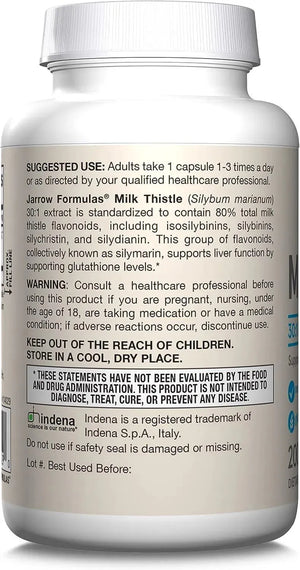 SUGGESTED USE: Adults take 1 capsule 1-3 times a day
or as directed by your qualified healthcare professional.
Jarrow Formulas® Milk Thistle (Silybum marianum)
30:1 extract is standardized to contain 80% total milk
thistle flavonoids, including isosilybinins, silybinins,
silychristin, and silydianin. This group of flavonoids,
collectively known as silymarin, supports liver function by
supporting glutathione levels.*
WARNING: Consult a healthcare professional before
using this product if you are pregnant, nursing, under
the age of 18, are taking medication or have a medical
condition; if adverse reactions occur, discontinue use.
KEEP OUT OF THE REACH OF CHILDREN.
STORE IN A COOL, DRY PLACE.
* THESE STATEMENTS HAVE NOT BEEN EVALUATED BY THE FOOD
AND DRUG ADMINISTRATION. THIS PRODUCT IS NOT INTENDED TO
DIAGNOSE, TREAT, CURE, OR PREVENT ANY DISEASE.
indena
science is our nature®
Indena is a registered trademark of
Indena S.p.A., Italy.
Do not use if safety seal is damaged or missing.
Lot #. Best Used Before:
FILL LINE
M
200